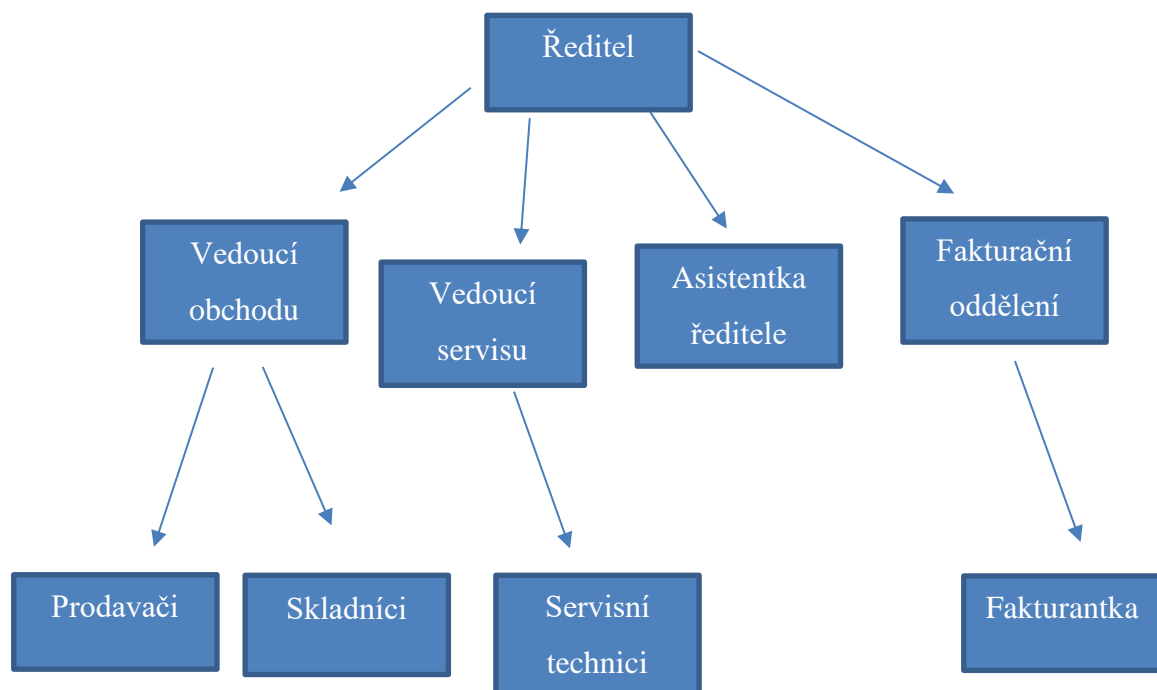 Ředitel
Vedoucí
obchodu
Vedoucí
servisu
Asistentka
ředitele
Fakturační
oddělení
Prodavači
Skladníci
Servisní
technici
Fakturantka